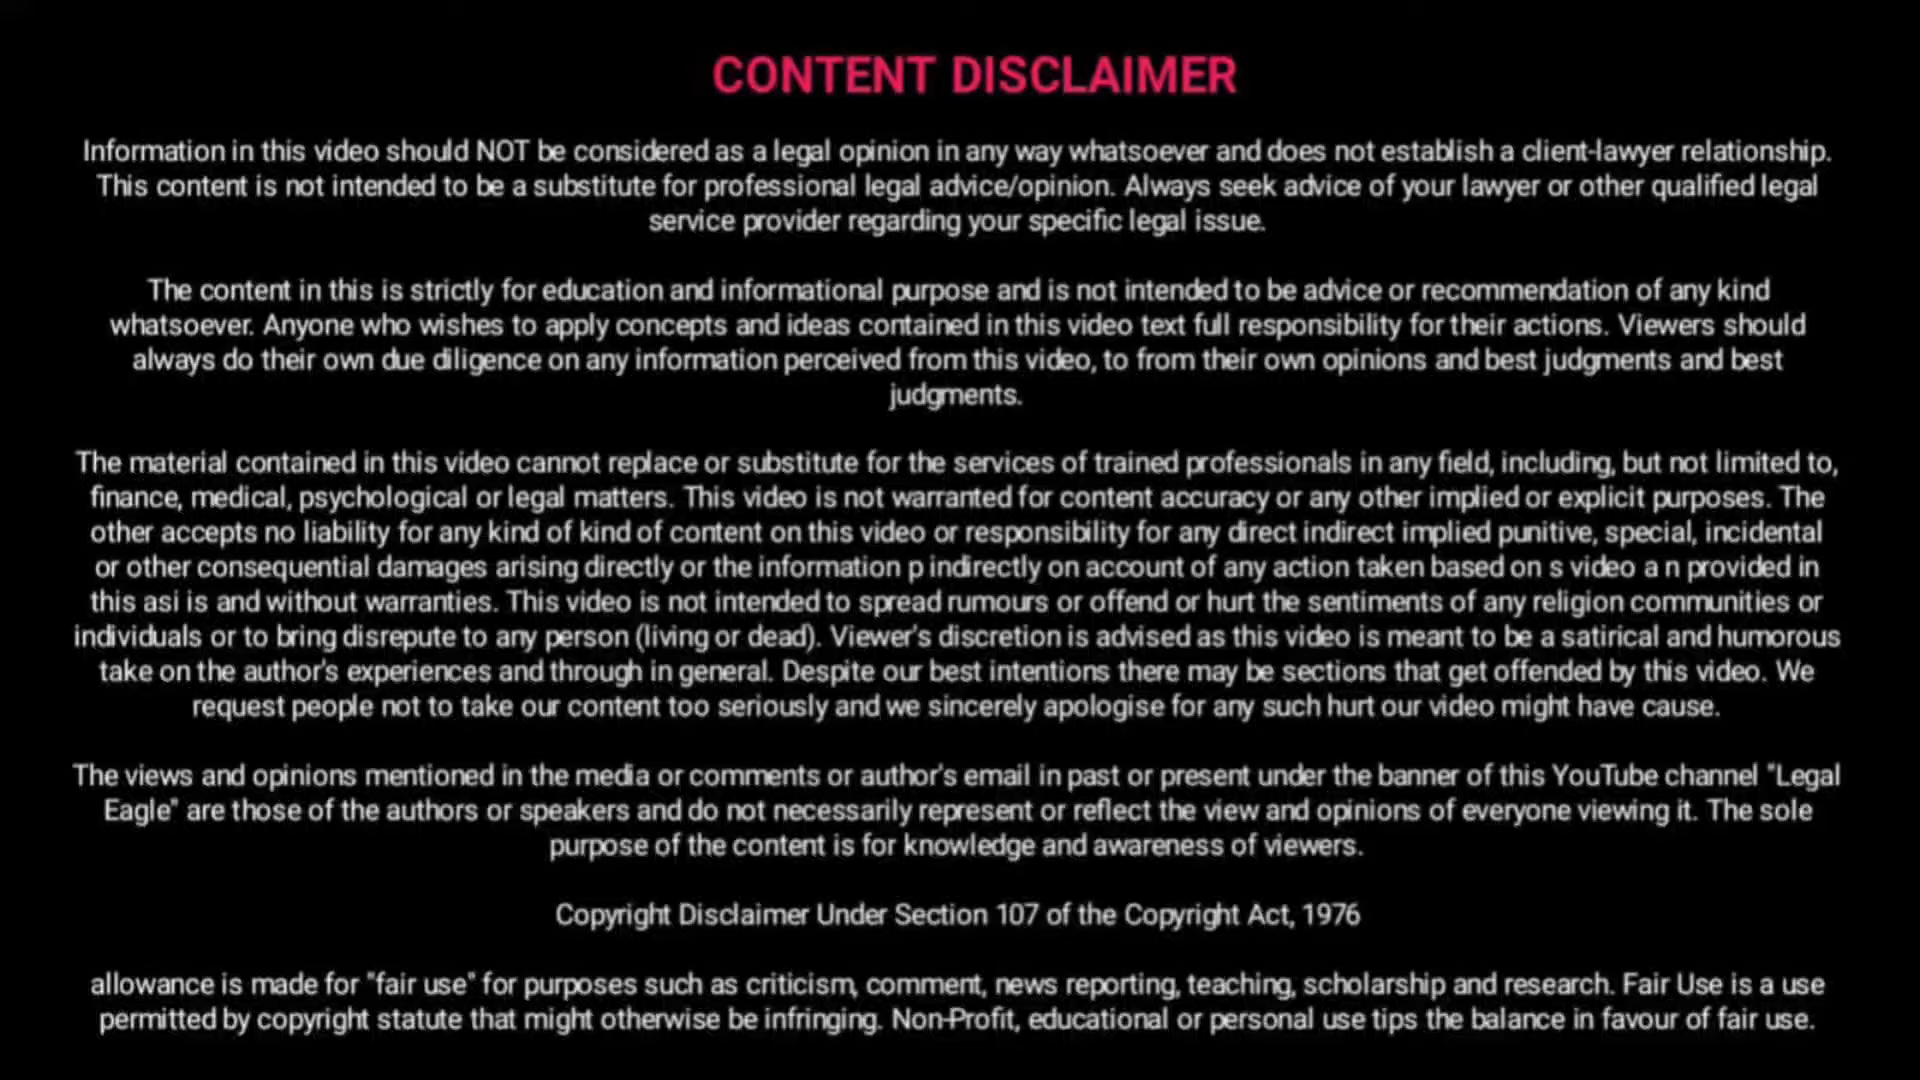 CONTENT DISCLAIMER
Information in this video should NOT be considered as a legal opinion in any way whatsoever and does not establish a client-lawyer relationship.
This content is not intended to be a substitute for professional legal advice/opinion. Always seek advice of your lawyer or other qualified legal
service provider regarding your specific legal issue.
The content in this is strictly for education and informational purpose and is not intended to be advice or recommendation of any kind
whatsoever. Anyone who wishes to apply concepts and ideas contained in this video text full responsibility for their actions. Viewers should
always do their own due diligence on any information perceived from this video, to from their own opinions and best judgments and best
judgments.
The material contained in this video cannot replace or substitute for the services of trained professionals in any field, including, but not limited to,
finance, medical, psychological or legal matters. This video is not warranted for content accuracy or any other implied or explicit purposes. The
other accepts no liability for any kind of kind of content on this video or responsibility for any direct indirect implied punitive, special, incidental
or other consequential damages arising directly or the information p indirectly on account of any action taken based on s video a n provided in
this asi is and without warranties. This video is not intended to spread rumours or offend or hurt the sentiments of any religion communities or
individuals or to bring disrepute to any person (living or dead). Viewer's discretion is advised as this video is meant to be a satirical and humorous
take on the author's experiences and through in general. Despite our best intentions there may be sections that get offended by this video. We
request people not to take our content too seriously and we sincerely apologise for any such hurt our video might have cause.
The views and opinions mentioned in the media or comments or author's email in past or present under the banner of this YouTube channel "Legal
Eagle" are those of the authors or speakers and do not necessarily represent or reflect the view and opinions of everyone viewing it. The sole
purpose of the content is for knowledge and awareness of viewers.
Copyright Disclaimer Under Section 107 of the Copyright Act, 1976
allowance is made for "fair use" for purposes such as criticism, comment, news reporting, teaching, scholarship and research. Fair Use is a use
permitted by copyright statute that might otherwise be infringing. Non-Profit, educational or personal use tips the balance in favour of fair use.